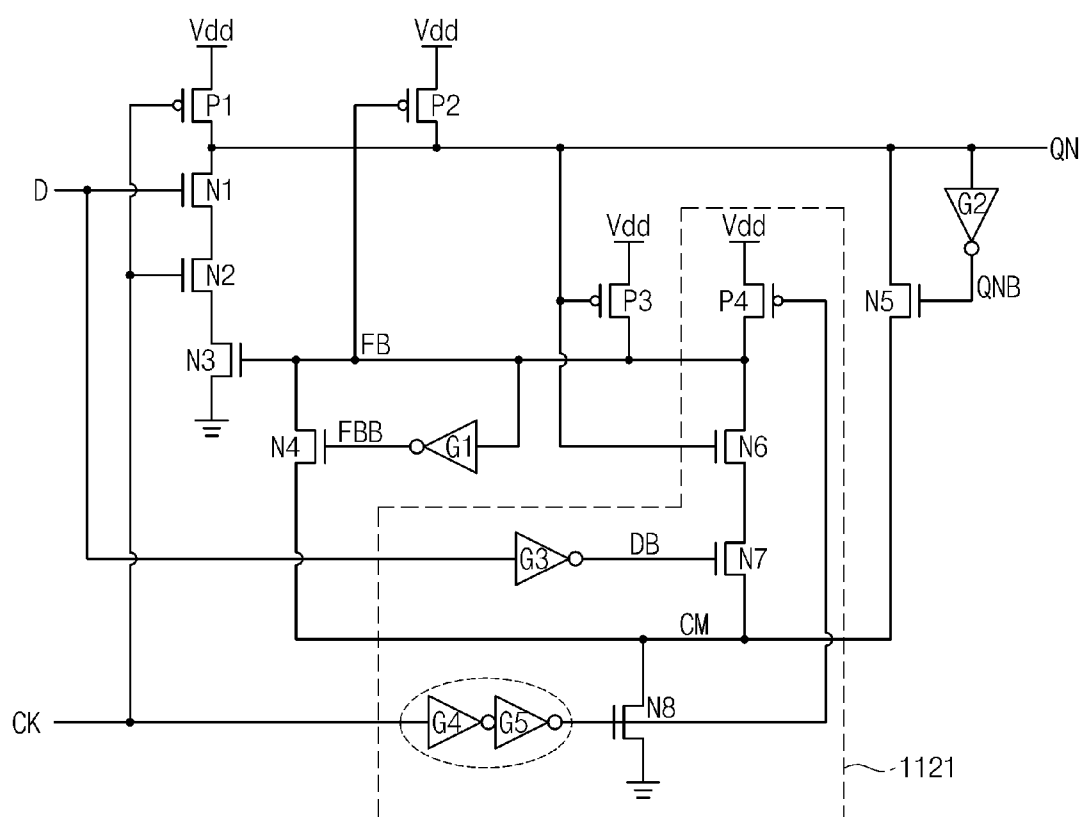 Vdd
Vdd
P1
P2
QN
D
N1
G2
Vdd
Vdd
N2
P3
P4
N5
QNB
N3
FB
N4
FBB
G1
N6
G3
DB
N7
CM
CK
G4
G5
N8
1121